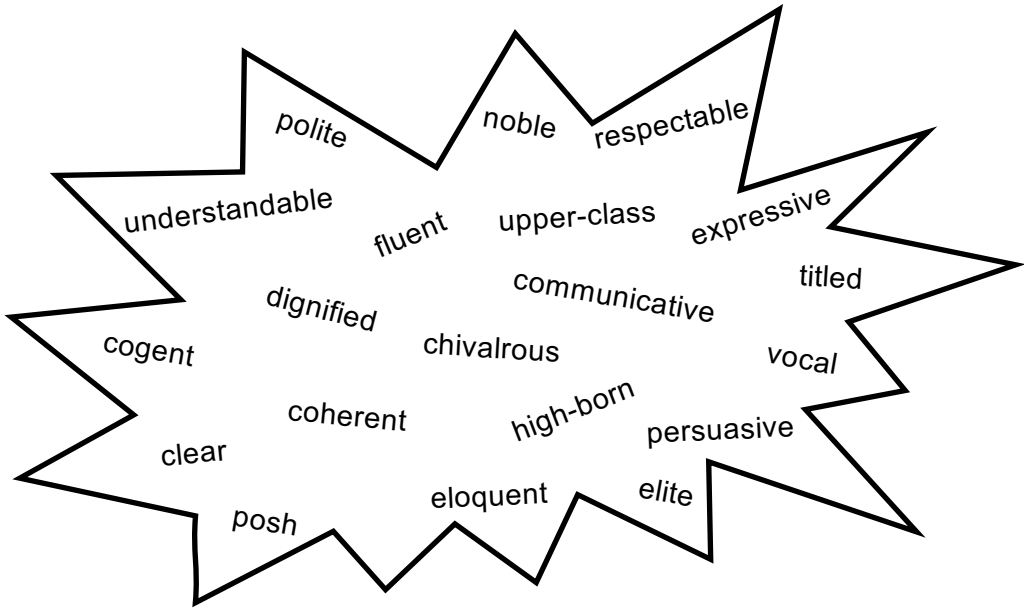 polite
noble
respectable
understandable
fluent
upper-class
expressive
dignified
communicative
titled
cogent
chivalrous
vocal
coherent
high-born
persuasive
clear
eloquent
elite
posh